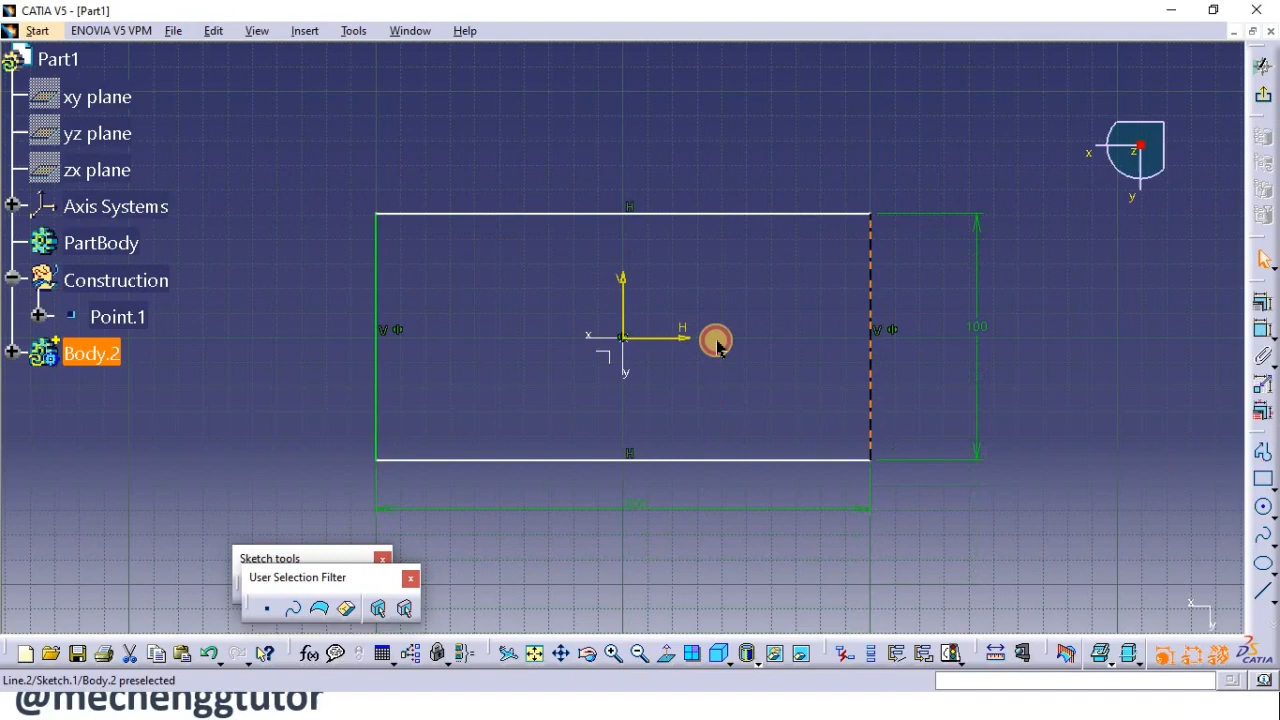 CATIA V5 - [Part1]
Start ENOVIA V5 VPM File Edit View Insert Tools Window Help
Part1
xy plane
yz plane
zx plane
Axis Systems
PartBody
Construction
Point.1
Body.2
x
z
y
H
V
H
x
y
V
V
100
H
Sketch tools
User Selection Filter
x
y
f(x)
CATIA
Line.2/Sketch.1/Body.2 preselected
@mechenggtutor